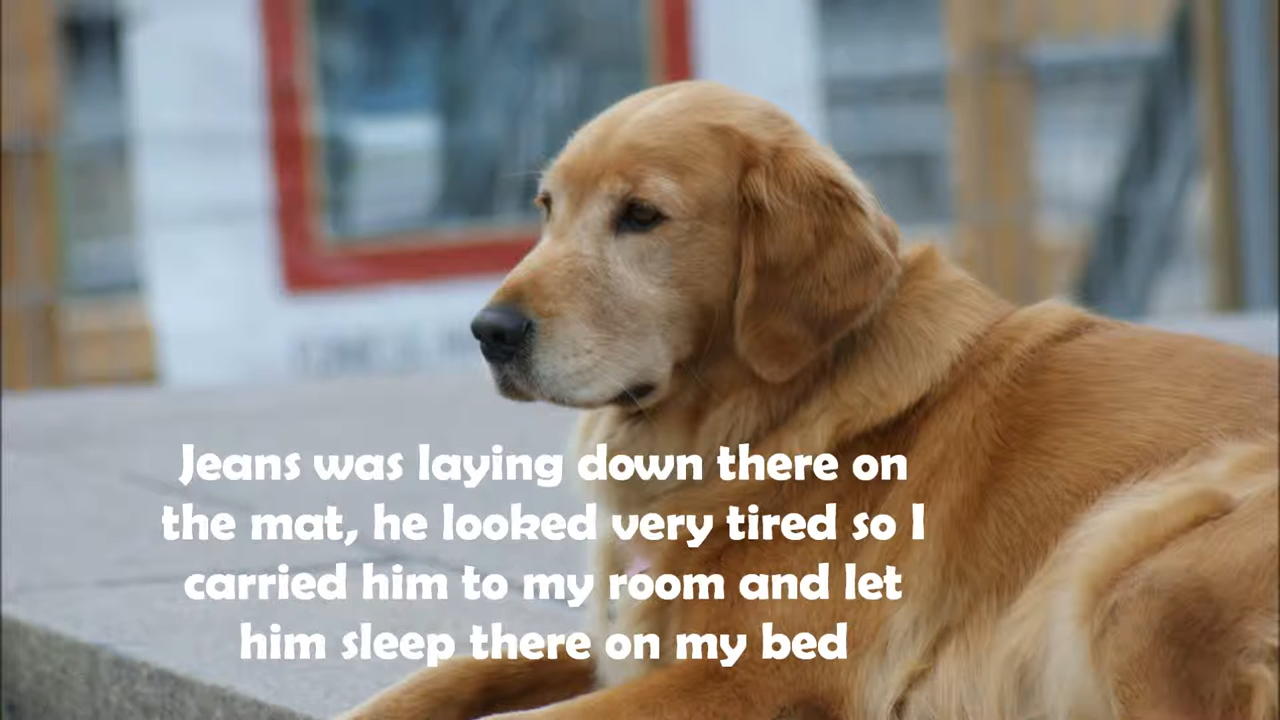 Jeans was laying down there on
the mat, he looked very tired so I
carried him to my room and let
him sleep there on my bed